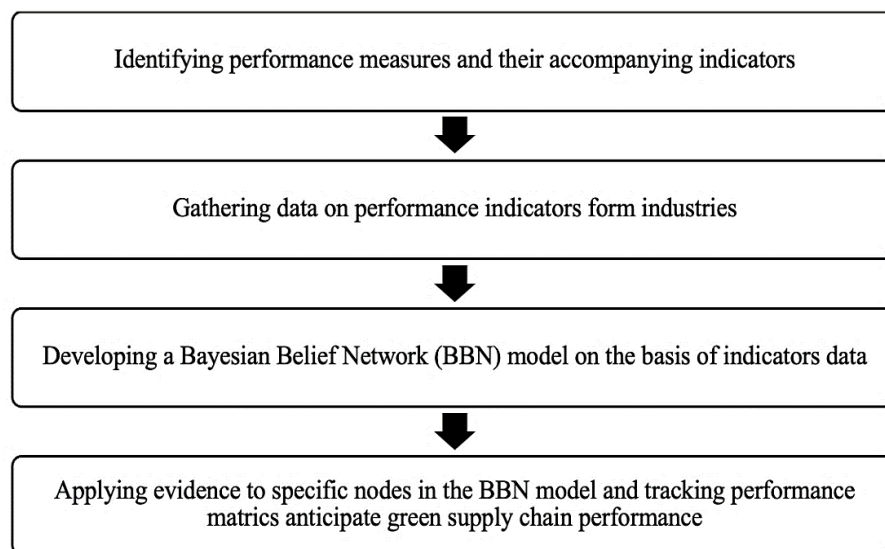 Identifying performance measures and their accompanying indicators
Gathering data on performance indicators form industries
Developing a Bayesian Belief Network (BBN) model on the basis of indicators data
Applying evidence to specific nodes in the BBN model and tracking performance
matrics anticipate green supply chain performance